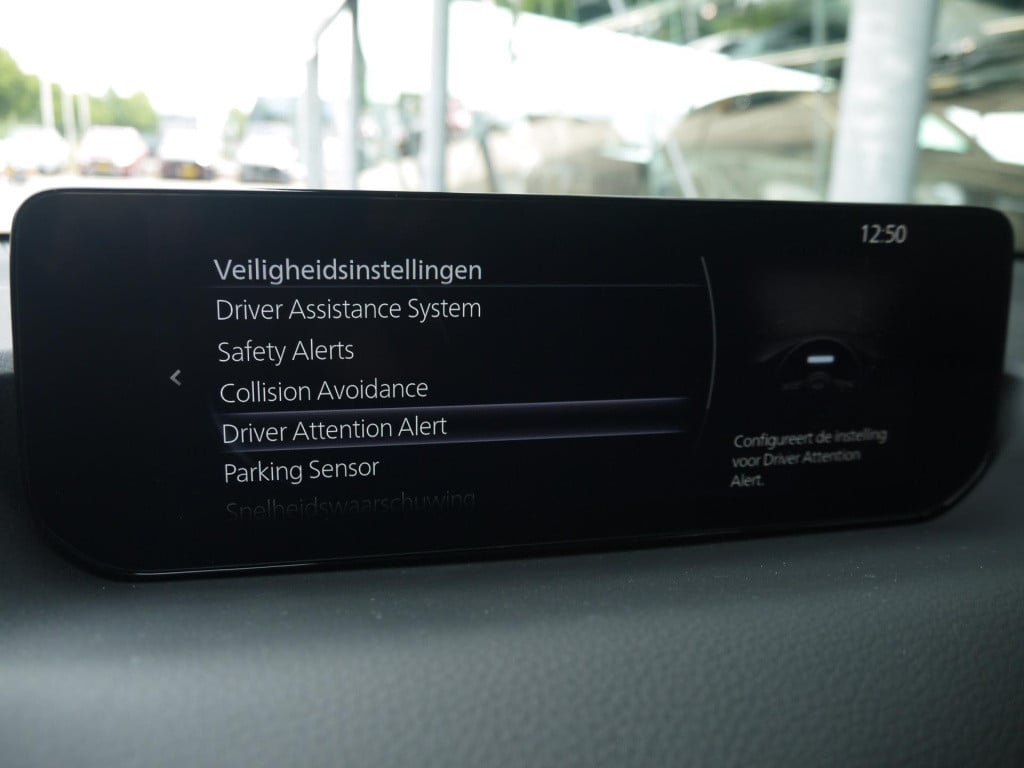 12:50
Veiligheidsinstellingen
Driver Assistance System
Safety Alerts
Collision Avoidance
Driver Attention Alert
Parking Sensor
Snelheidswaarschuwing
Configureert de instelling
voor Driver Attention
Alert.